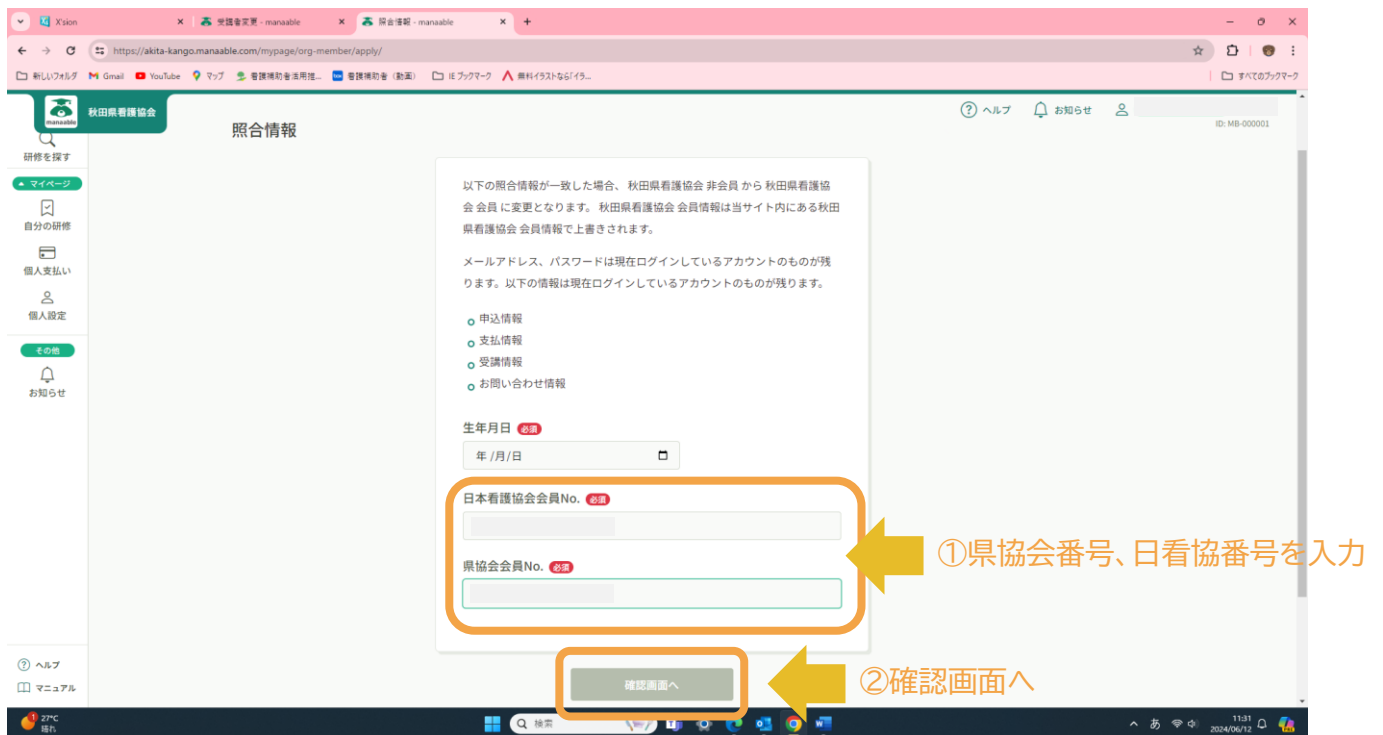 X'sion
受講者変更 - manaable
照合情報 - manaable
https://akita-kango.manaable.com/mypage/org-member/apply/
新しいフォルダ
Gmail
YouTube
マップ
看護補助者活用推...
看護補助者（動画）
IE ブックマーク
無料イラストなら「イラ...
すべてのブックマーク
manaable
秋田県看護協会
ヘルプ
お知らせ
ID: MB-000001
照合情報
研修を探す
マイページ
自分の研修
個人支払い
個人設定
その他
お知らせ
ヘルプ
マニュアル
以下の照合情報が一致した場合、 秋田県看護協会 非会員 から 秋田県看護協
会 会員 に変更となります。 秋田県看護協会 会員情報は当サイト内にある秋田
県看護協会 会員情報で上書きされます。
メールアドレス、パスワードは現在ログインしているアカウントのものが残
ります。以下の情報は現在ログインしているアカウントのものが残ります。
申込情報
支払情報
受講情報
お問い合わせ情報
生年月日 必須
年 /月/日
日本看護協会会員No. 必須
県協会会員No. 必須
①県協会番号、日看協番号を入力
確認画面へ
②確認画面へ
1
27°C
晴れ
検索
あ
11:31
2024/06/12